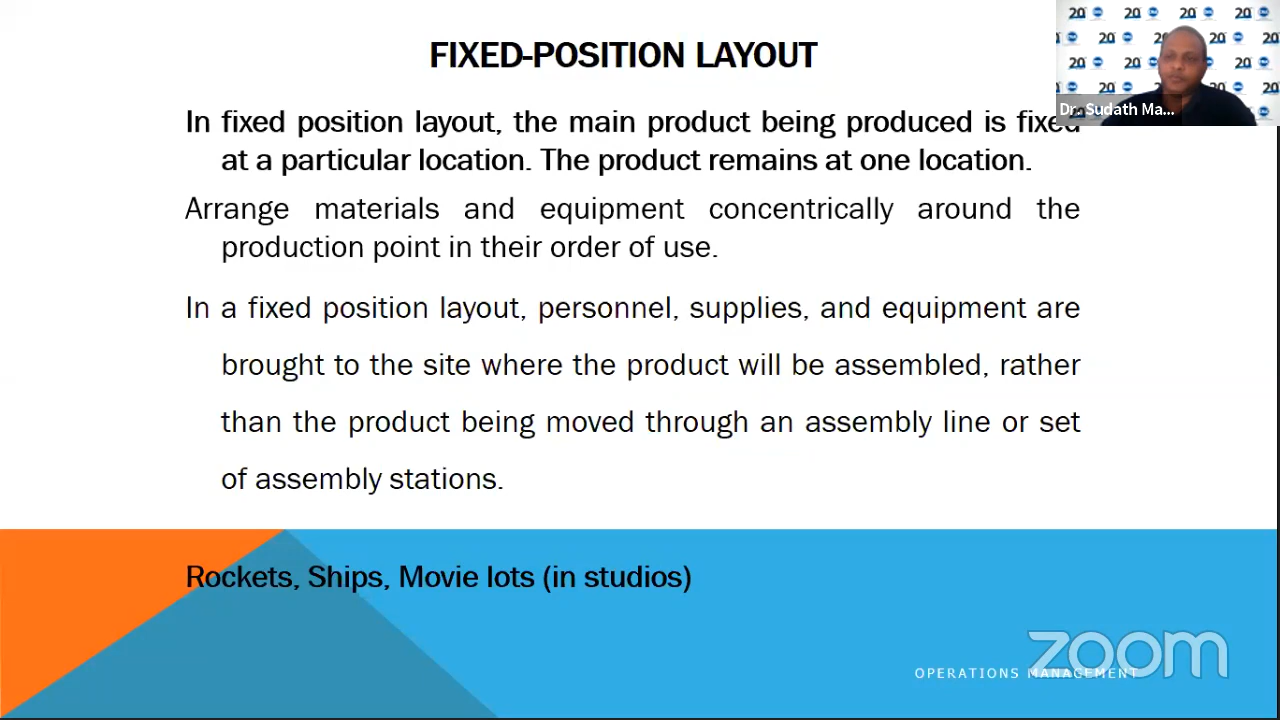 FIXED-POSITION LAYOUT
In fixed position layout, the main product being produced is fixed
at a particular location. The product remains at one location.
Arrange materials and equipment concentrically around the
production point in their order of use.
In a fixed position layout, personnel, supplies, and equipment are
brought to the site where the product will be assembled, rather
than the product being moved through an assembly line or set
of assembly stations.
Rockets, Ships, Movie lots (in studios)
OPERATIONS MANAGEMENT
zoom
Dr. Sudath Ma...
20